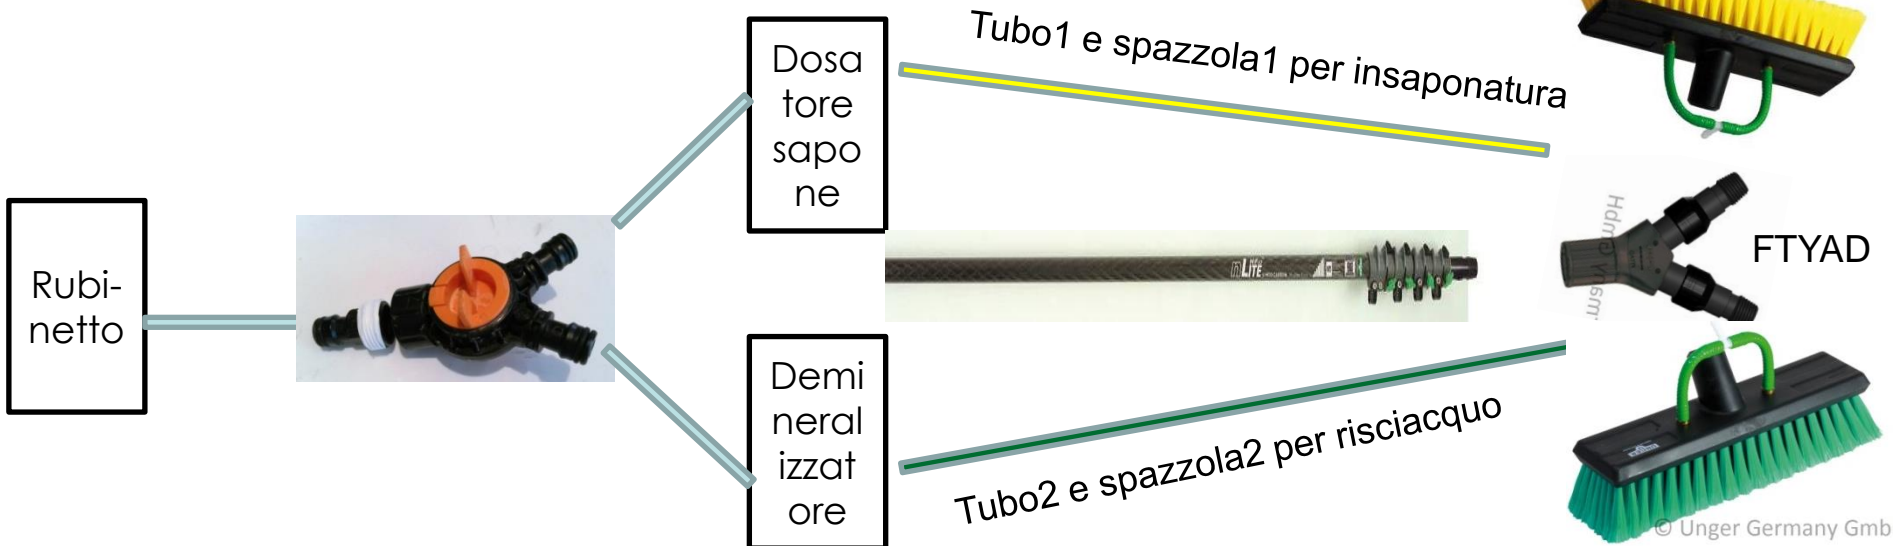 Rubi-
netto
Dosa
tore
sapo
ne
Demi
neral
izzat
ore
Tubo1 e spazzola1 per insaponatura
LITE
FTYAD
Tubo2 e spazzola2 per risciacquo
© Unger Germany Gmb